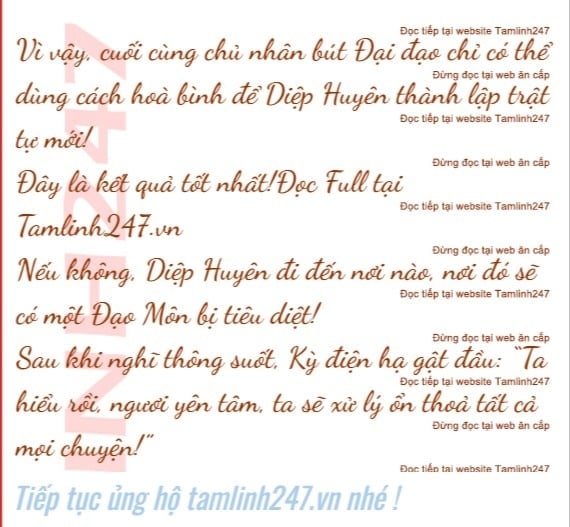 Đọc tiếp tại website Tamlinh247
Vì vậy, cuối cùng chủ nhân bút Đại đạo chỉ có thể
Đừng đọc tại web ăn cắp
dùng cách hoà bình để Diệp Huyên thành lập trật
Đọc tiếp tại website Tamlinh247
tự mới!
Đừng đọc tại web ăn cắp
Đây là kết quả tốt nhất!Đọc Full tại
Đọc tiếp tại website Tamlinh247
Tamlinh247.vn
Đừng đọc tại web ăn cắp
Nếu không, Diệp Huyên đi đến nơi nào, nơi đó sẽ
Đọc tiếp tại website Tamlinh247
có một Đạo Môn bị tiêu diệt!
Đừng đọc tại web ăn cắp
Sau khi nghĩ thông suốt, Kỳ điện hạ gật đầu: “Ta
Đọc tiếp tại website Tamlinh247
hiểu rồi, ngươi yên tâm, ta sẽ xử lý ổn thoả tất cả
Đừng đọc tại web ăn cắp
mọi chuyện!”
Đọc tiếp tại website Tamlinh247
Tiếp tục ủng hộ tamlinh247.vn nhé !
INH247